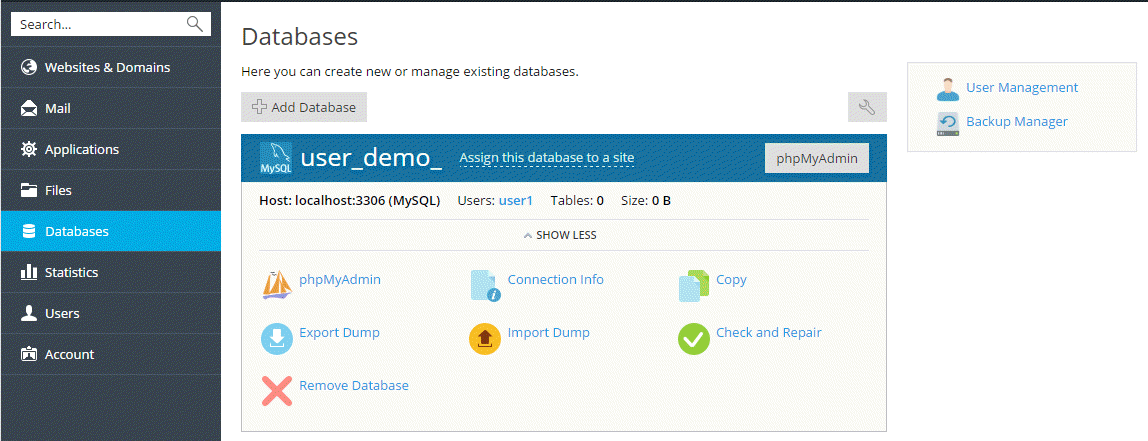 Search...
Websites & Domains
Mail
Applications
Files
Databases
Statistics
Users
Account
Databases
Here you can create new or manage existing databases.
Add Database
MySQL user_demo_ Assign this database to a site phpMyAdmin
Host: localhost:3306 (MySQL) Users: user1 Tables: 0 Size: 0 B
SHOW LESS
phpMyAdmin Connection Info Copy
Export Dump Import Dump Check and Repair
Remove Database
User Management
Backup Manager